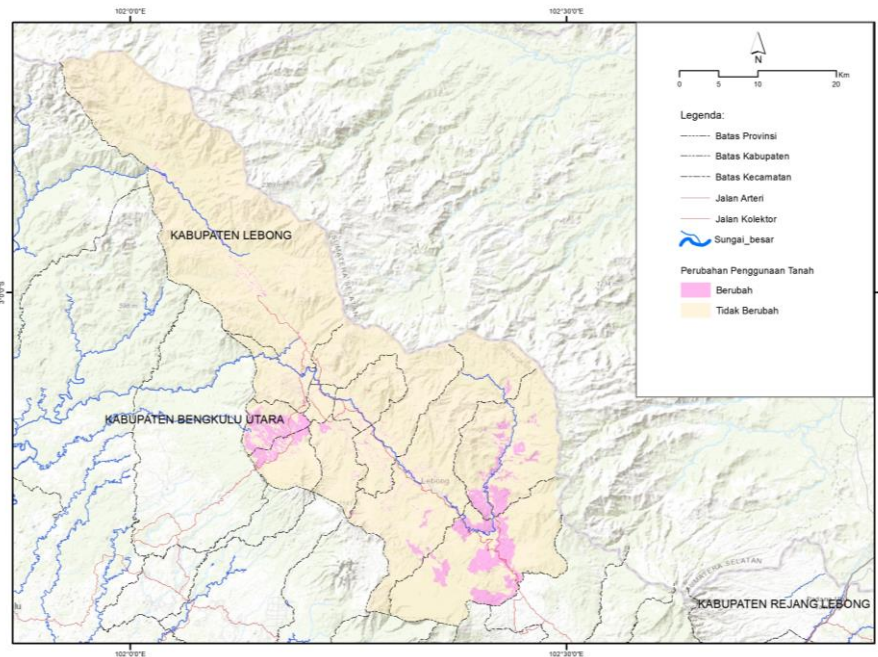 102°0'0"E
102°30'0"E
N
0 5 10 20
Km
Legenda:
Batas Provinsi
Batas Kabupaten
Batas Kecamatan
Jalan Arteri
Jalan Kolektor
Sungai_besar
Perubahan Penggunaan Tanah
Berubah
Tidak Berubah
KABUPATEN LEBONG
KABUPATEN BENGKULU UTARA
Lebong
SUMATERA SELATAN
KABUPATEN REJANG LEBONG
102°0'0"E
102°30'0"E